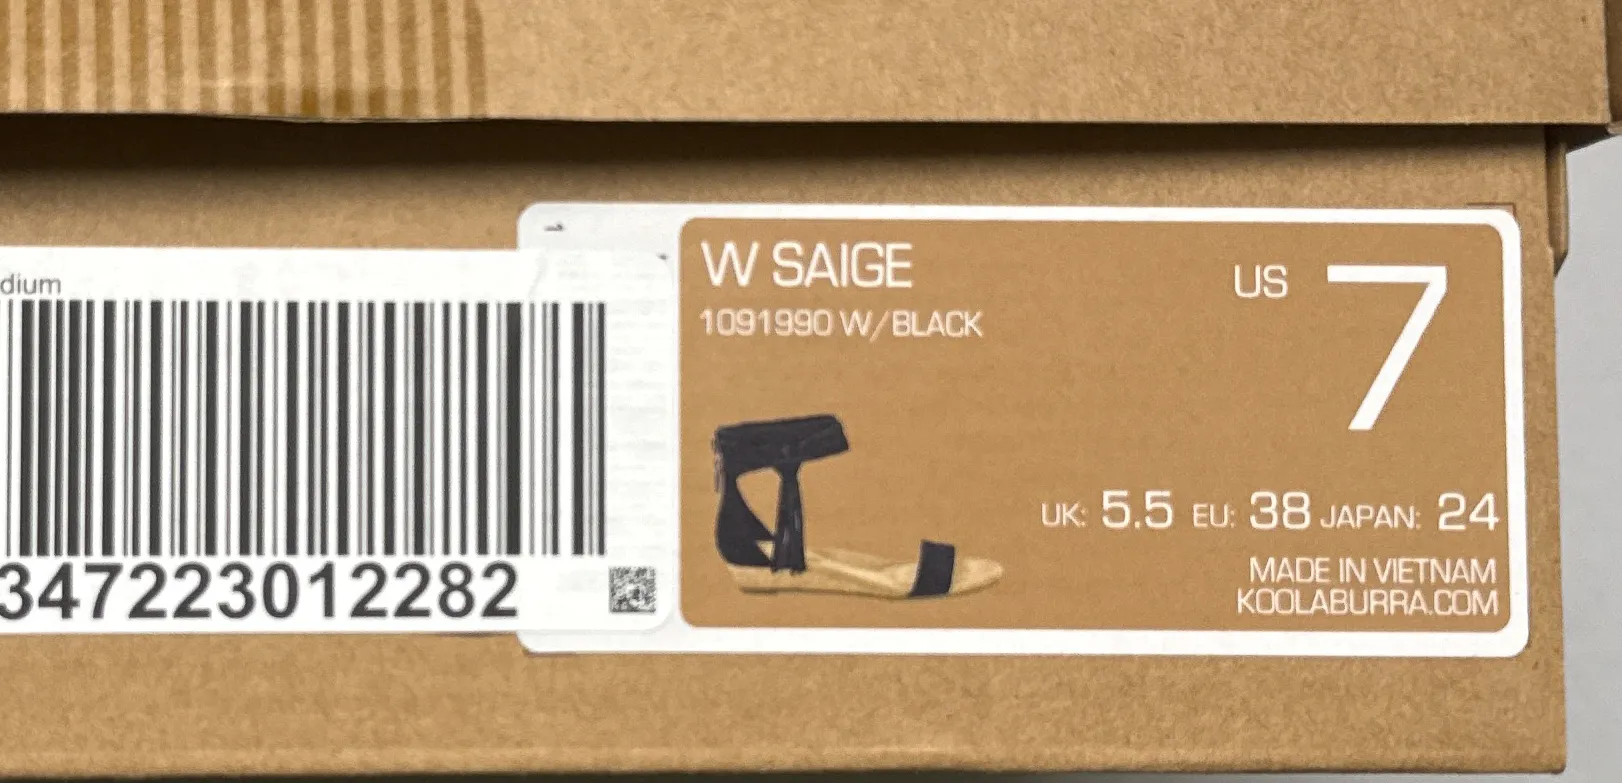 dium
347223012282
W SAIGE
1091990 W/BLACK
US 7
UK: 5.5 EU: 38 JAPAN: 24
MADE IN VIETNAM
KOOLABURRA.COM